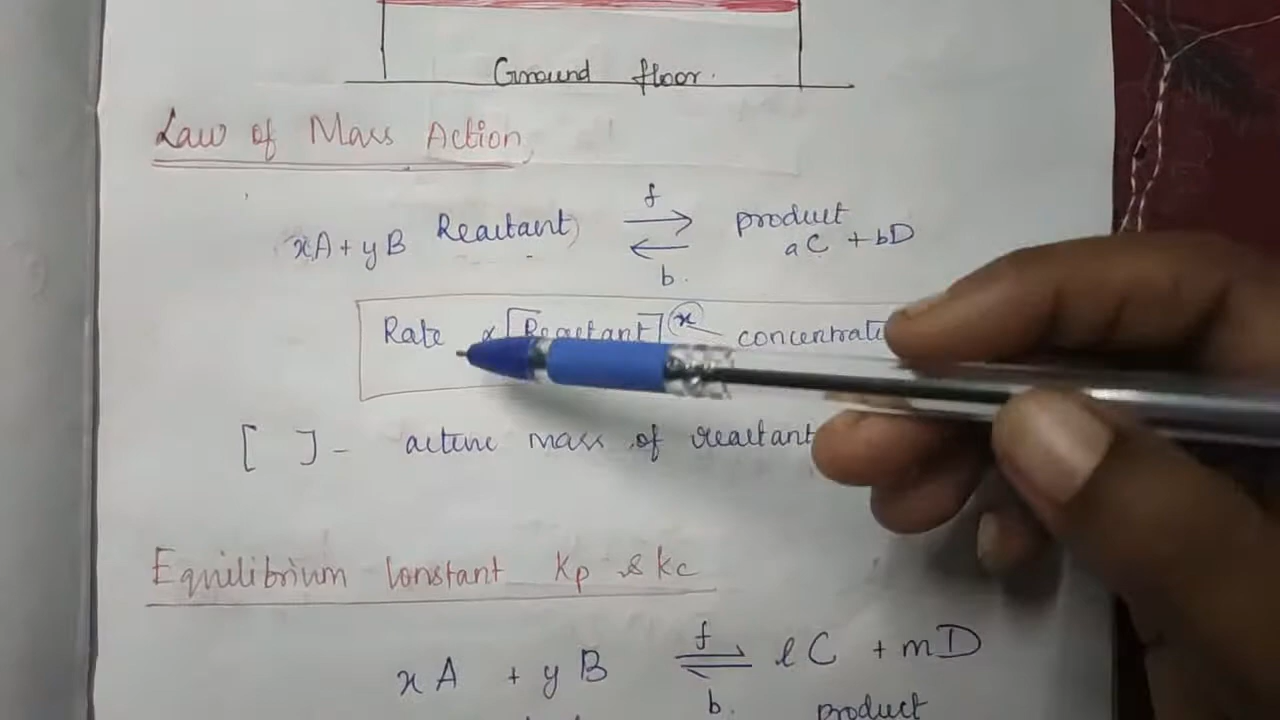 Ground floor.
Law of Mass Action,
f
xA + yB Reactant product
aC + bD
b.
Rate ∝ [Reactant]x
[ ] - active mass of reactant
Equilibrium Constant Kp & Kc
f
xA + yB lC + mD
b. product